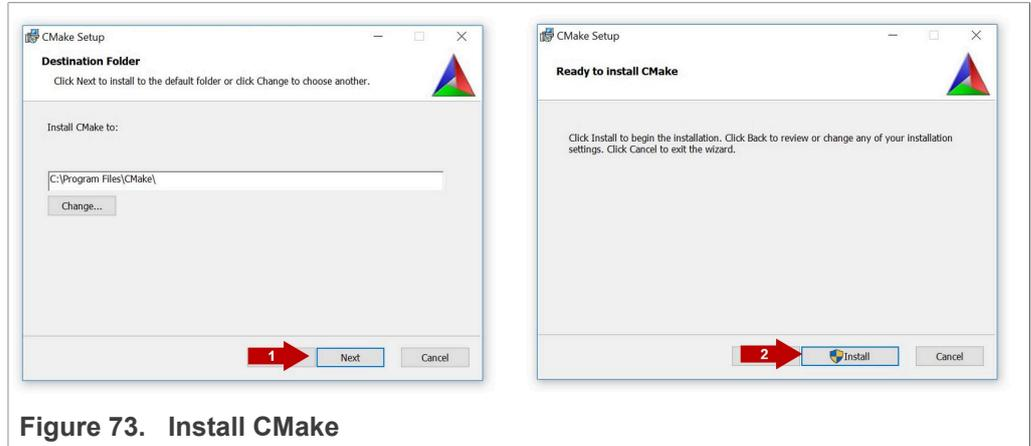 CMake Setup
Destination Folder
Click Next to install to the default folder or click Change to choose another.
Install CMake to:
C:\Program Files\CMake\
Change...
1
Next
Cancel
CMake Setup
Ready to install CMake
Click Install to begin the installation. Click Back to review or change any of your installation
settings. Click Cancel to exit the wizard.
2
Install
Cancel
Figure 73. Install CMake